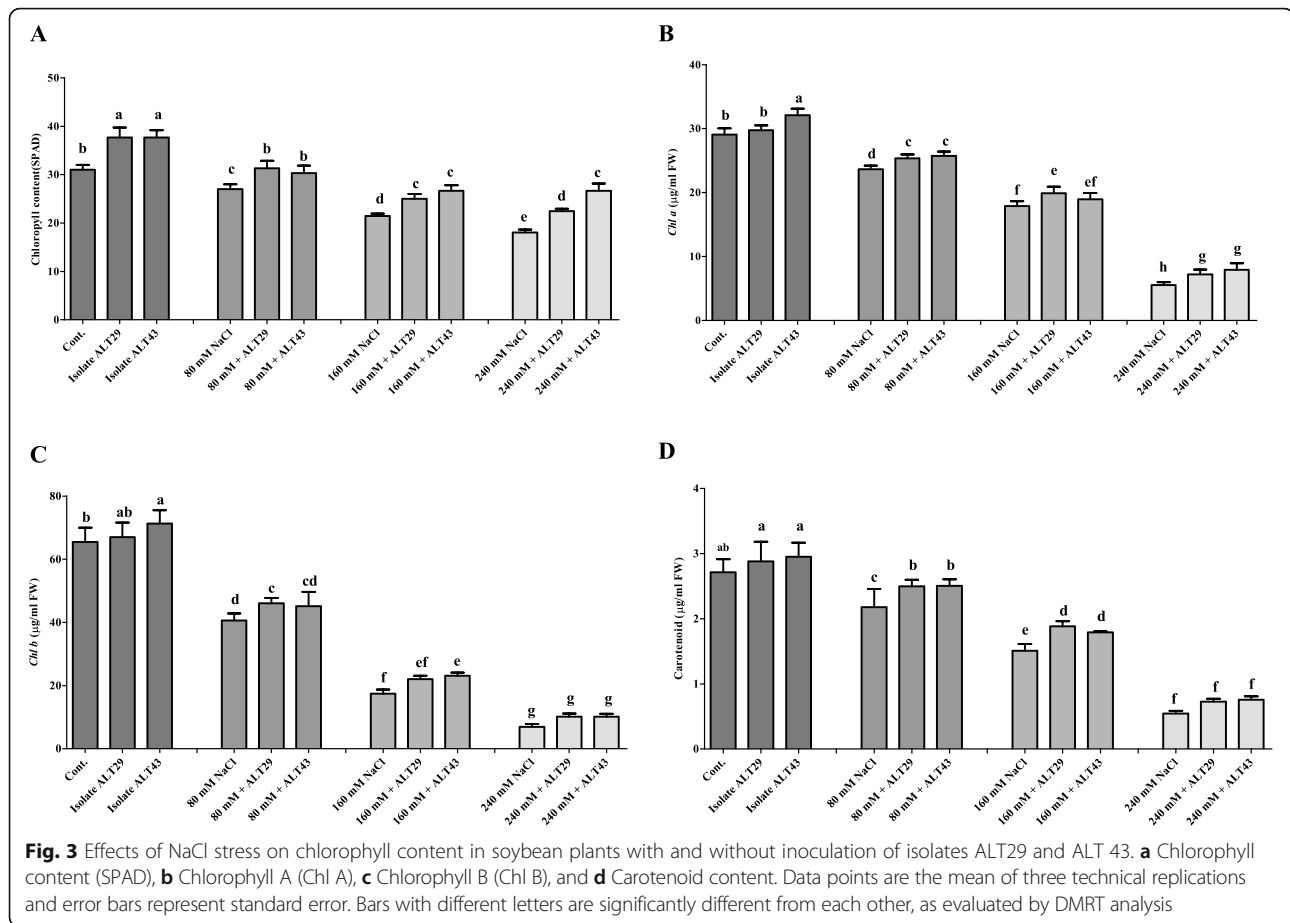 A
Chloropyll content(SPAD)
50
40
30
20
10
0
b
a
a
c
b
b
d
c
c
e
d
c
Cont.
Isolate ALT29
Isolate ALT43
80 mM NaCl
80 mM + ALT29
80 mM + ALT43
160 mM NaCl
160 mM + ALT29
160 mM + ALT43
240 mM NaCl
240 mM + ALT29
240 mM + ALT43
B
Chl a (µg/ml FW)
40
30
20
10
0
b
b
a
d
c
c
f
e
ef
h
g
g
Cont.
Isolate ALT29
Isolate ALT43
80 mM NaCl
80 mM + ALT29
80 mM + ALT43
160 mM NaCl
160 mM + ALT29
160 mM + ALT43
240 mM NaCl
240 mM + ALT29
240 mM + ALT43
C
Chl b (µg/ml FW)
80
60
40
20
0
b
ab
a
d
c
cd
f
ef
e
g
g
g
Cont.
Isolate ALT29
Isolate ALT43
80 mM NaCl
80 mM + ALT29
80 mM + ALT43
160 mM NaCl
160 mM + ALT29
160 mM + ALT43
240 mM NaCl
240 mM + ALT29
240 mM + ALT43
D
Carotenoid (µg/ml FW)
4
3
2
1
0
ab
a
a
c
b
b
e
d
d
f
f
f
Cont.
Isolate ALT29
Isolate ALT43
80 mM NaCl
80 mM + ALT29
80 mM + ALT43
160 mM NaCl
160 mM + ALT29
160 mM + ALT43
240 mM NaCl
240 mM + ALT29
240 mM + ALT43
Fig. 3 Effects of NaCl stress on chlorophyll content in soybean plants with and without inoculation of isolates ALT29 and ALT 43. a Chlorophyll
content (SPAD), b Chlorophyll A (Chl A), c Chlorophyll B (Chl B), and d Carotenoid content. Data points are the mean of three technical replications
and error bars represent standard error. Bars with different letters are significantly different from each other, as evaluated by DMRT analysis